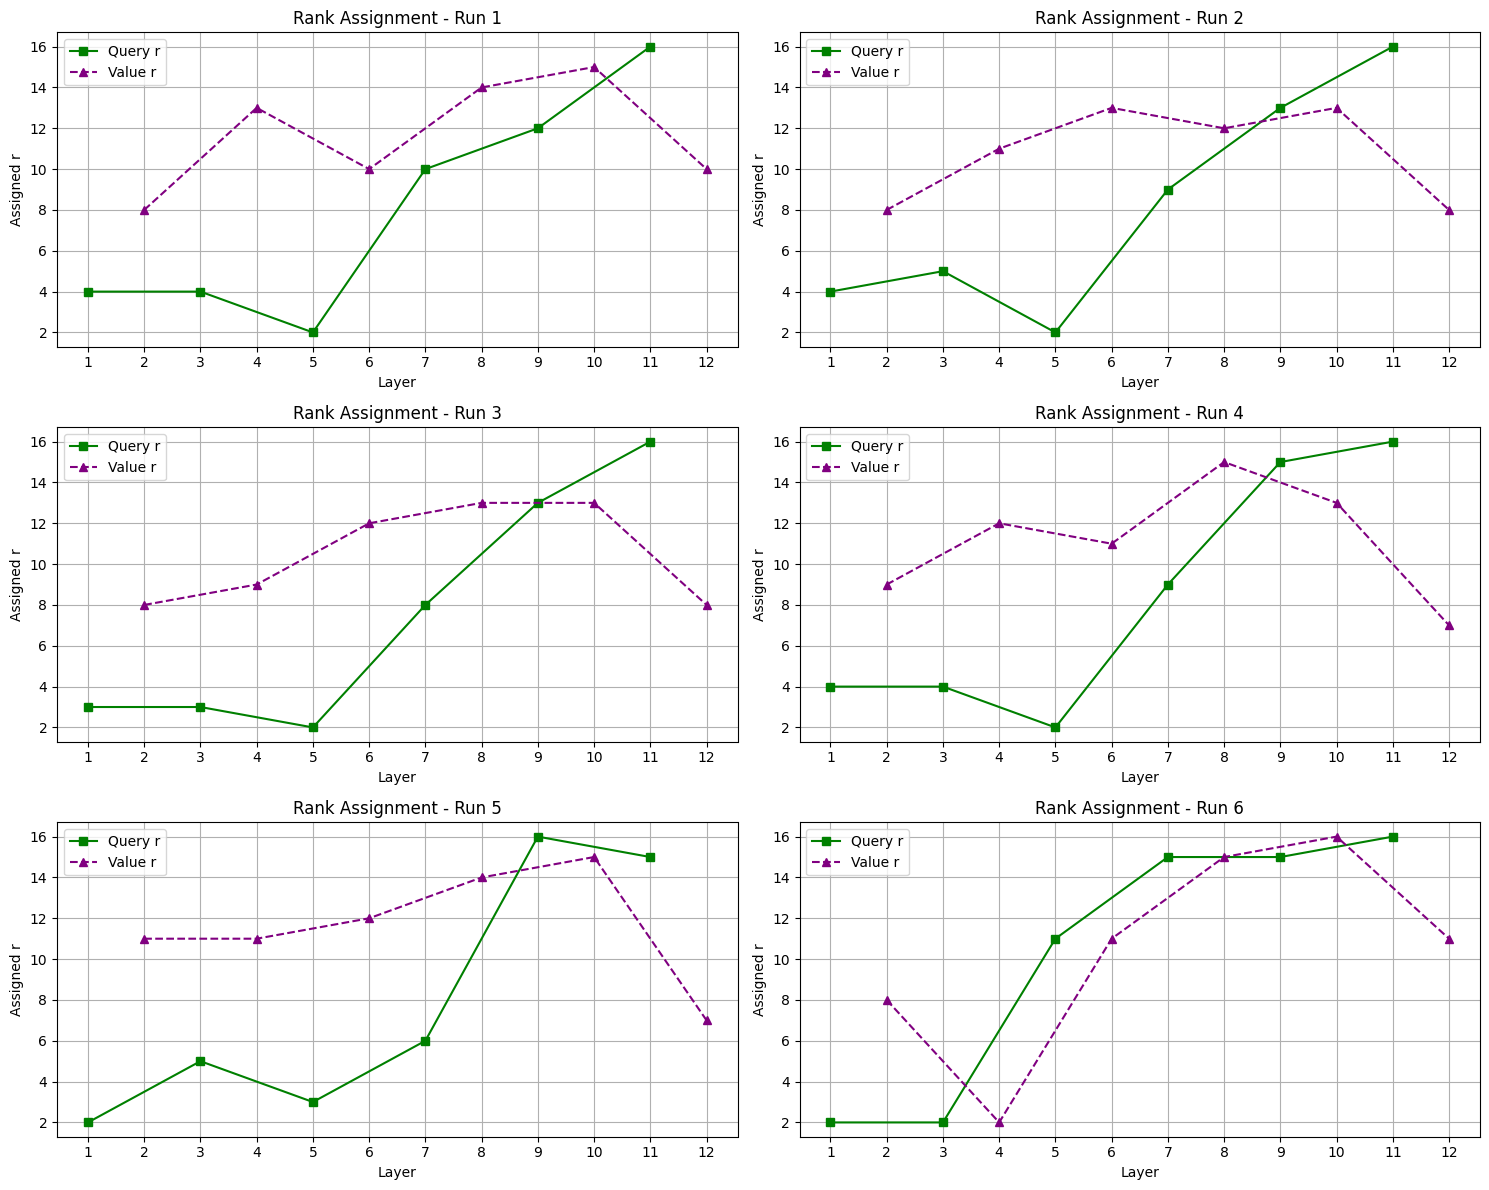 Rank Assignment - Run 1
Query r
Value r
Assigned r
16
14
12
10
8
6
4
2
1 2 3 4 5 6 7 8 9 10 11 12
Layer
Rank Assignment - Run 2
Query r
Value r
Assigned r
16
14
12
10
8
6
4
2
1 2 3 4 5 6 7 8 9 10 11 12
Layer
Rank Assignment - Run 3
Query r
Value r
Assigned r
16
14
12
10
8
6
4
2
1 2 3 4 5 6 7 8 9 10 11 12
Layer
Rank Assignment - Run 4
Query r
Value r
Assigned r
16
14
12
10
8
6
4
2
1 2 3 4 5 6 7 8 9 10 11 12
Layer
Rank Assignment - Run 5
Query r
Value r
Assigned r
16
14
12
10
8
6
4
2
1 2 3 4 5 6 7 8 9 10 11 12
Layer
Rank Assignment - Run 6
Query r
Value r
Assigned r
16
14
12
10
8
6
4
2
1 2 3 4 5 6 7 8 9 10 11 12
Layer